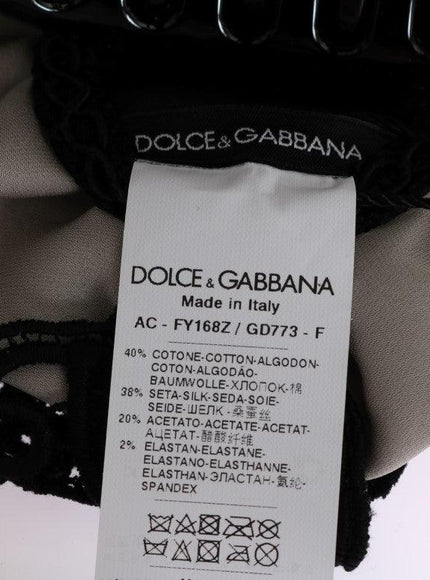 DOLCE & GABBANA
DOLCE & GABBANA
Made in Italy
AC - FY168Z / GD773 - F
40% COTONE-COTTON-ALGODON-
COTON-ALGODÃO-
BAUMWOLLE-ХЛОПОК-棉
38% SETA-SILK-SEDA-SOIE-
SEIDE-ШЕЛК-桑蚕丝
20% ACETATO-ACETATE-ACETAT-
АЦЕТАТ-醋酸纤维
2% ELASTAN-ELASTANE-
ELASTANO-ELASTHANNE-
ELASTHAN-ЭЛАСТАН-氨纶-
SPANDEX